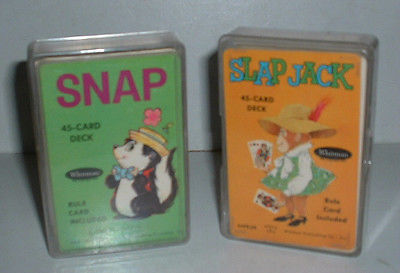 SNAP
45-CARD
DECK
Whitman
RULE
CARD
INCLUDED
SLAP JACK
45-CARD
DECK
Whitman
Rule
Card
Included